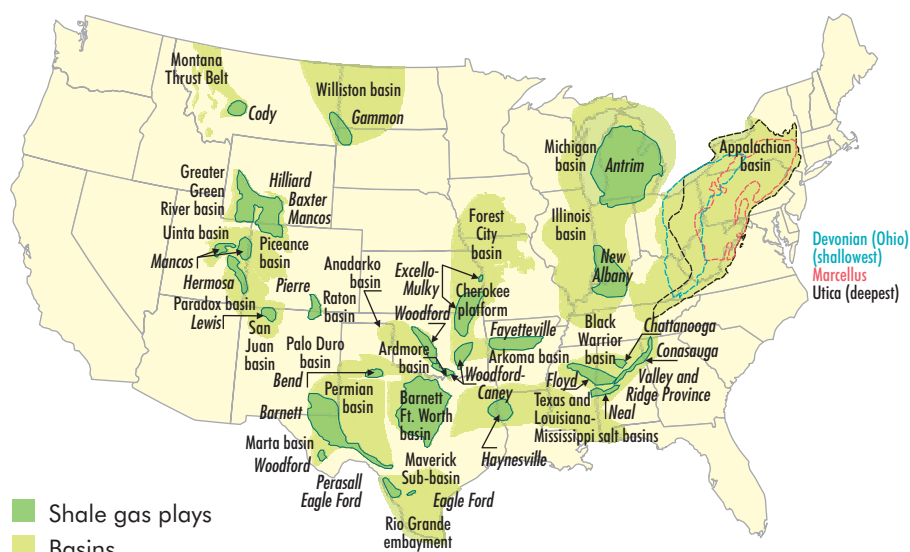 Montana
Thrust Belt
Cody
Williston basin
Gammon
Michigan
basin
Antrim
Appalachian
basin
Greater
Green
River basin
Hilliard
Baxter
Mancos
Uinta basin
Mancos
Piceance
basin
Hermosa
Paradox basin
Lewisl
San
Juan
basin
Pierre
Raton
basin
Anadarko
basin
Forest
City
basin
Excello-
Mulky
Cherokee
platform
Woodford
Illinois
basin
New
Albany
Devonian (Ohio)
(shallowest)
Marcellus
Utica (deepest)
Palo Duro
basin
Bend
Ardmore
basin
Fayetteville
Arkoma basin
Woodford-
Caney
Black
Warrior
basin
Chattanooga
Conasauga
Valley and
Ridge Province
Floyd
Neal
Texas and
Louisiana-
Mississippi salt basins
Haynesville
Permian
basin
Barnett
Barnett
Ft. Worth
basin
Marta basin
Woodford
Maverick
Sub-basin
Perasall
Eagle Ford
Eagle Ford
Rio Grande
embayment
Shale gas plays
Basins